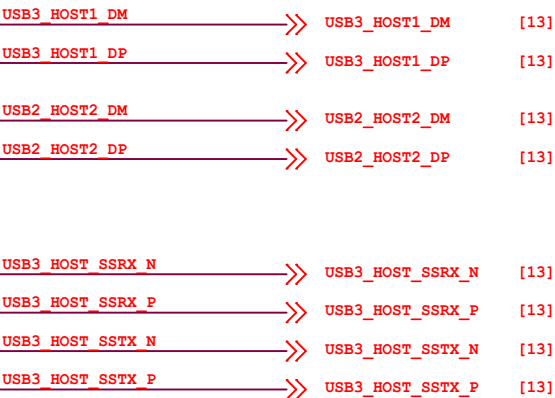 USB3_HOST1_DM USB3_HOST1_DM [13]
USB3_HOST1_DP USB3_HOST1_DP [13]
USB2_HOST2_DM USB2_HOST2_DM [13]
USB2_HOST2_DP USB2_HOST2_DP [13]
USB3_HOST_SSRX_N USB3_HOST_SSRX_N [13]
USB3_HOST_SSRX_P USB3_HOST_SSRX_P [13]
USB3_HOST_SSTX_N USB3_HOST_SSTX_N [13]
USB3_HOST_SSTX_P USB3_HOST_SSTX_P [13]